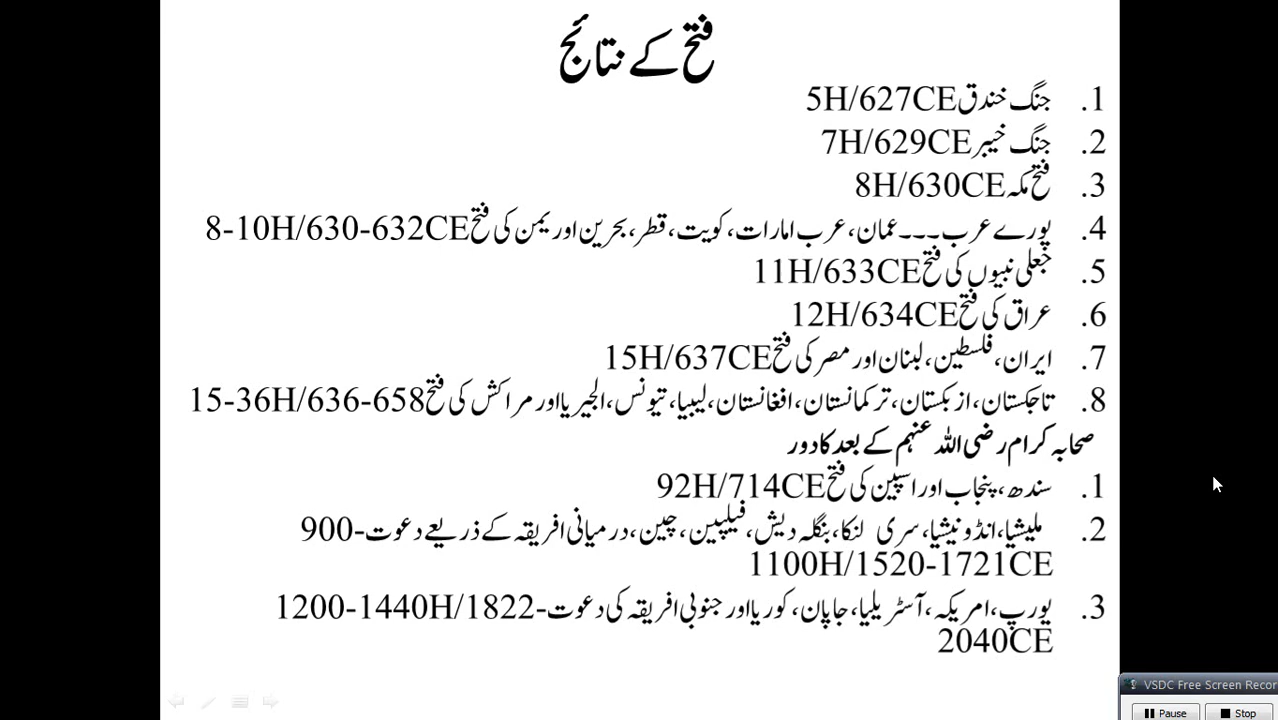 فتح کے نتائج
1. جنگ خندق 5H/627CE
2. جنگ خیبر 7H/629CE
3. فتح مکہ 8H/630CE
4. پورے عرب۔۔۔عمان، عرب امارات، کویت، قطر، بحرین اور یمن کی فتح 8-10H/630-632CE
5. جعلی نبیوں کی فتح 11H/633CE
6. عراق کی فتح 12H/634CE
7. ایران، فلسطین، لبنان اور مصر کی فتح 15H/637CE
8. تاجکستان، ازبکستان، ترکمانستان، افغانستان، لیبیا، تیونس، الجیریا اور مراکش کی فتح 15-36H/636-658
صحابہ کرام رضی اللہ عنہم کے بعد کا دور
1. سندھ، پنجاب اور اسپین کی فتح 92H/714CE
2. ملیشیا، انڈونیشیا، سری لنکا، بنگلہ دیش، فیلپین، چین، درمیانی افریقہ کے ذریعے دعوت 900-
1100H/1520-1721CE
3. یورپ، امریکہ، آسٹریلیا، جاپان، کوریا اور جنوبی افریقہ کی دعوت 1200-1440H/1822-
2040CE
VSDC Free Screen Recor
Pause Stop